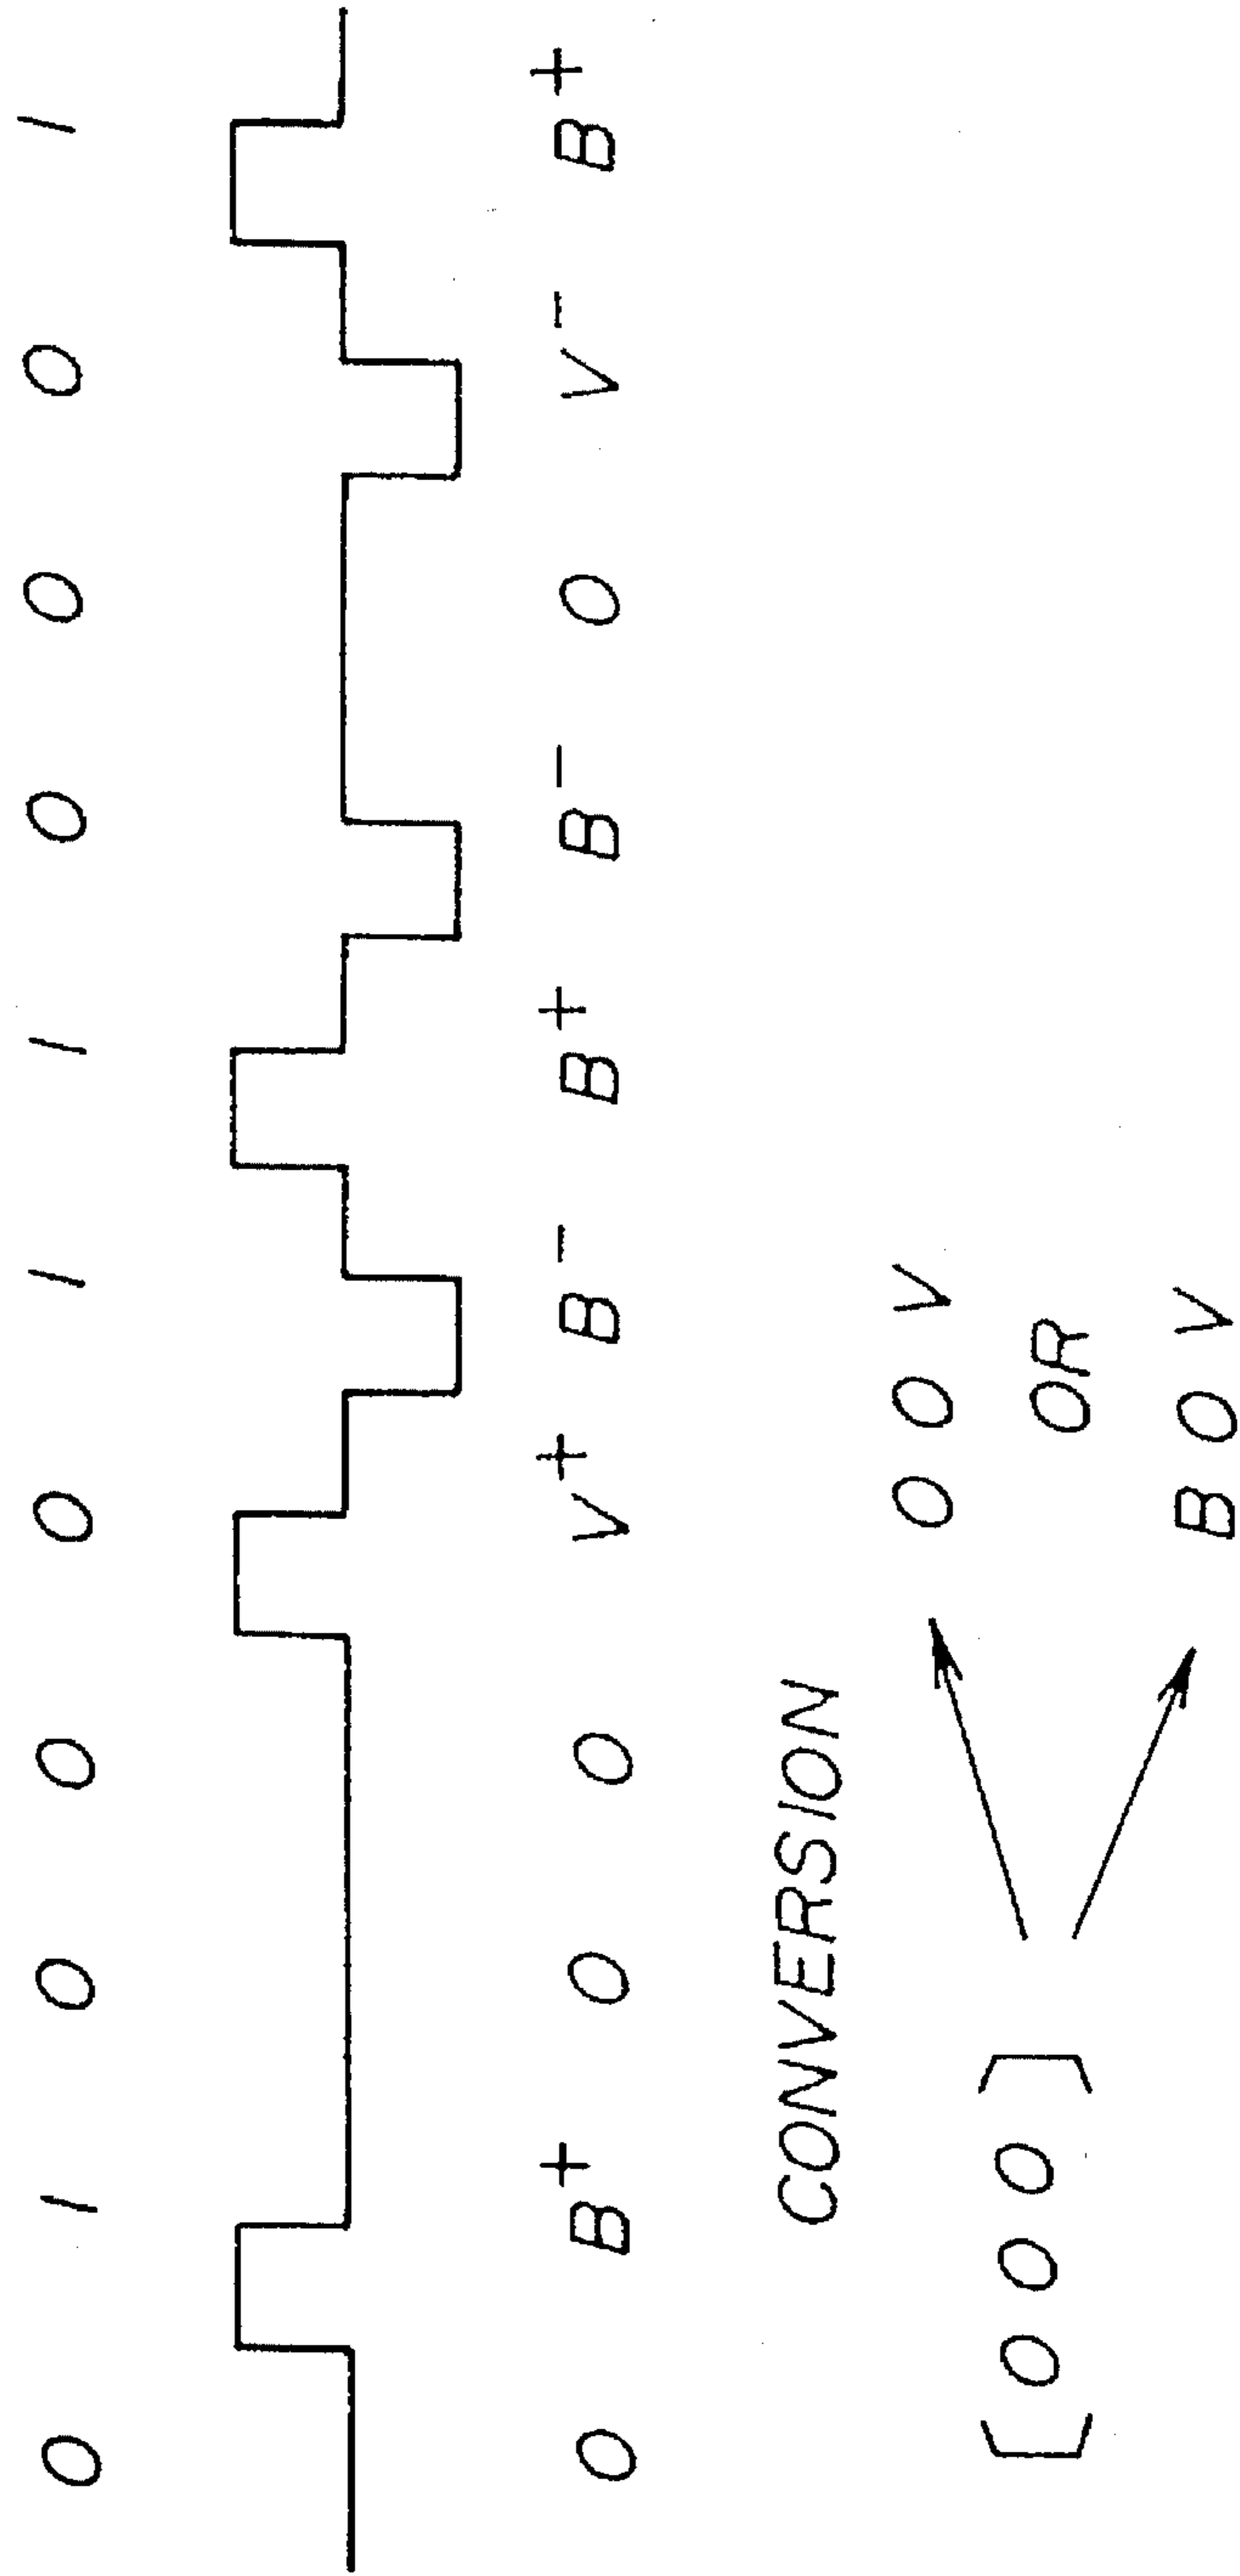 0 1 0 0 0 1 1 0 0 0 1
0 B+ 0 0 V+ B- B+ B- 0 V- B+
CONVERSION
[000]
00V
OR
B0V